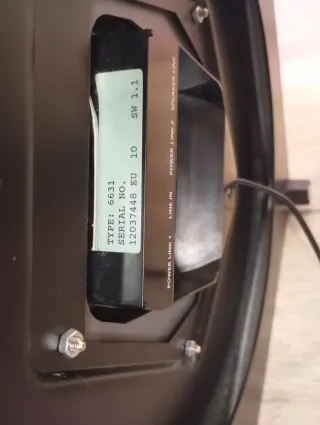 TYPE: 6631
SERIAL NO.
12037448 EU 10 SW 1.1
POWER LINK 1 LINE IN POWER LINK 2 SPEAKER LINK